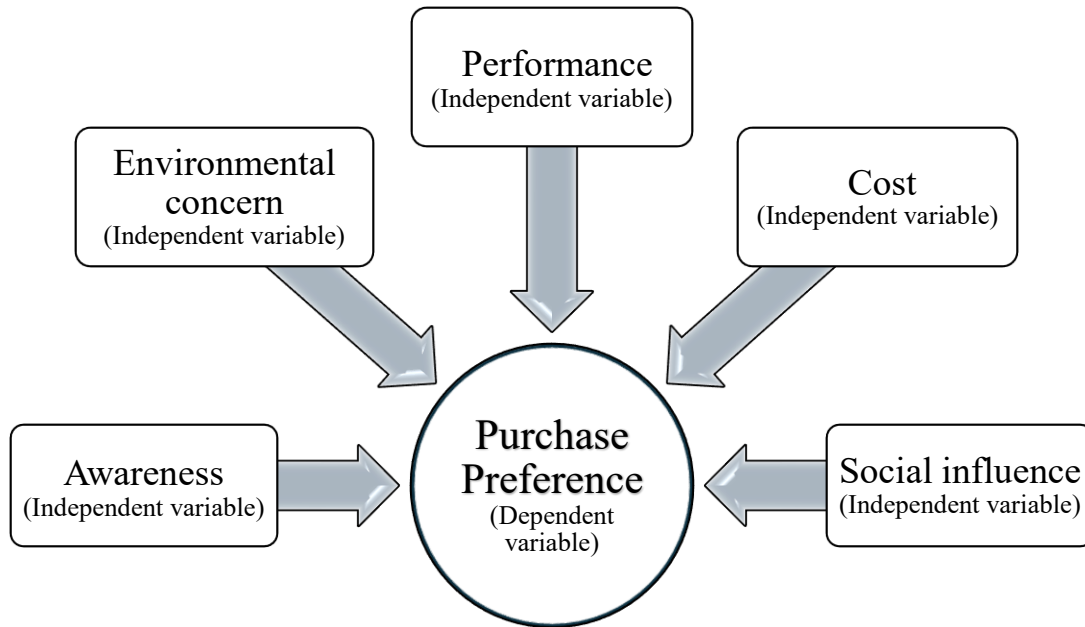 Performance
(Independent variable)
Environmental
concern
(Independent variable)
Cost
(Independent variable)
Awareness
(Independent variable)
Purchase
Preference
(Dependent
variable)
Social influence
(Independent variable)